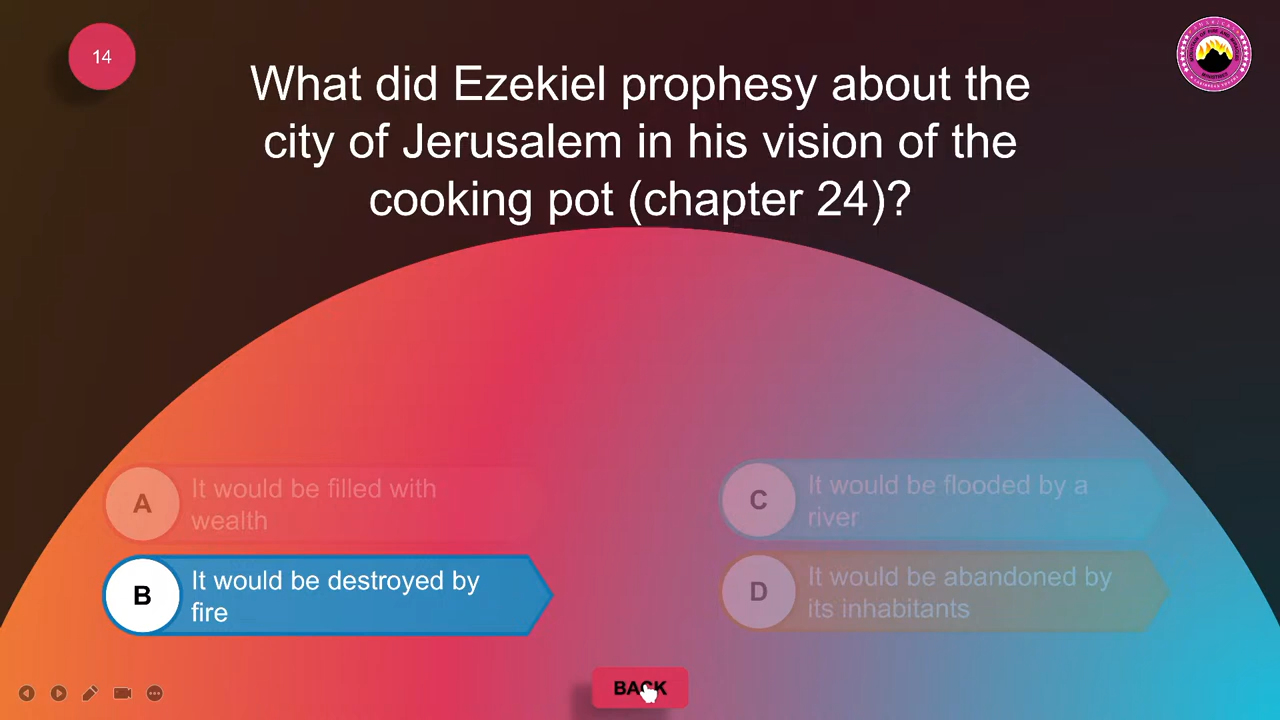 14
What did Ezekiel prophesy about the
city of Jerusalem in his vision of the
cooking pot (chapter 24)?
A
It would be filled with
wealth
B
It would be destroyed by
fire
C
It would be flooded by a
river
D
It would be abandoned by
its inhabitants
BACK